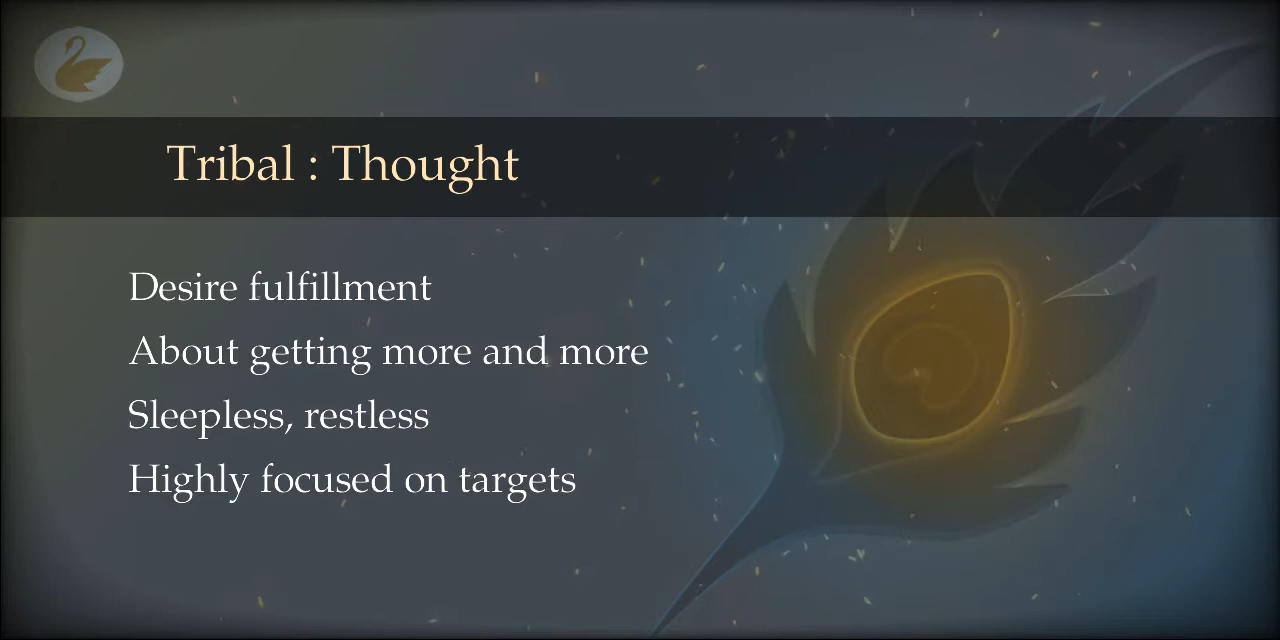 Tribal : Thought
Desire fulfillment
About getting more and more
Sleepless, restless
Highly focused on targets